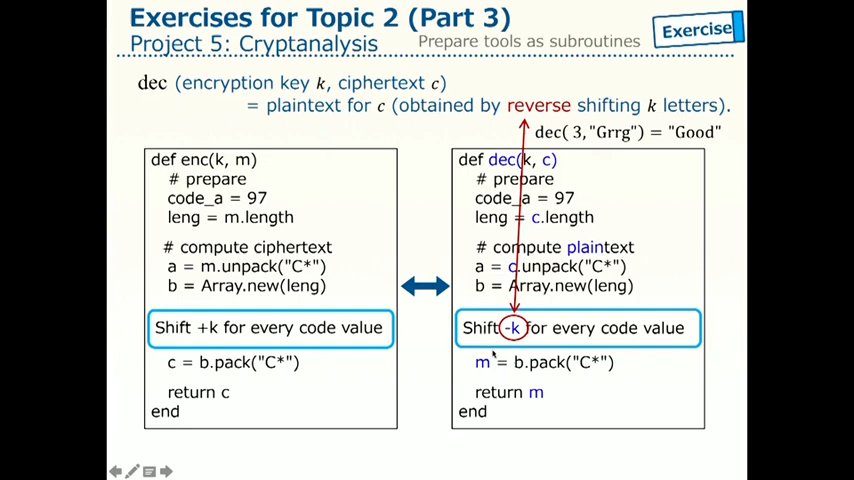 Exercises for Topic 2 (Part 3)
Project 5: Cryptanalysis
Prepare tools as subroutines
Exercise
dec (encryption key k, ciphertext c)
= plaintext for c (obtained by reverse shifting k letters).
dec( 3,"Grrg") = "Good"
def enc(k, m)
# prepare
code_a = 97
leng = m.length
# compute ciphertext
a = m.unpack("C*")
b = Array.new(leng)
Shift +k for every code value
c = b.pack("C*")
return c
end
def dec(k, c)
# prepare
code_a = 97
leng = c.length
# compute plaintext
a = c.unpack("C*")
b = Array.new(leng)
Shift -k for every code value
m = b.pack("C*")
return m
end